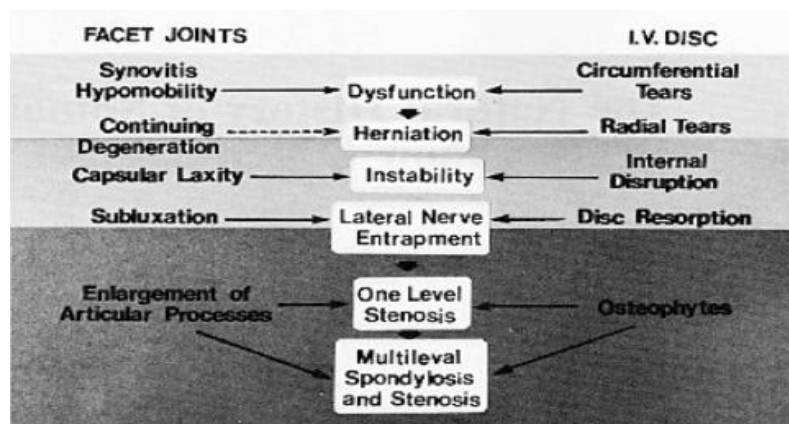 FACET JOINTS
I.V. DISC
Synovitis
Hypomobility
Dysfunction
Circumferential
Tears
Continuing
Degeneration
Herniation
Radial Tears
Capsular Laxity
Instability
Internal
Disruption
Subluxation
Lateral Nerve
Entrapment
Disc Resorption
Enlargement of
Articular Processes
One Level
Stenosis
Osteophytes
Multileval
Spondylosis
and Stenosis